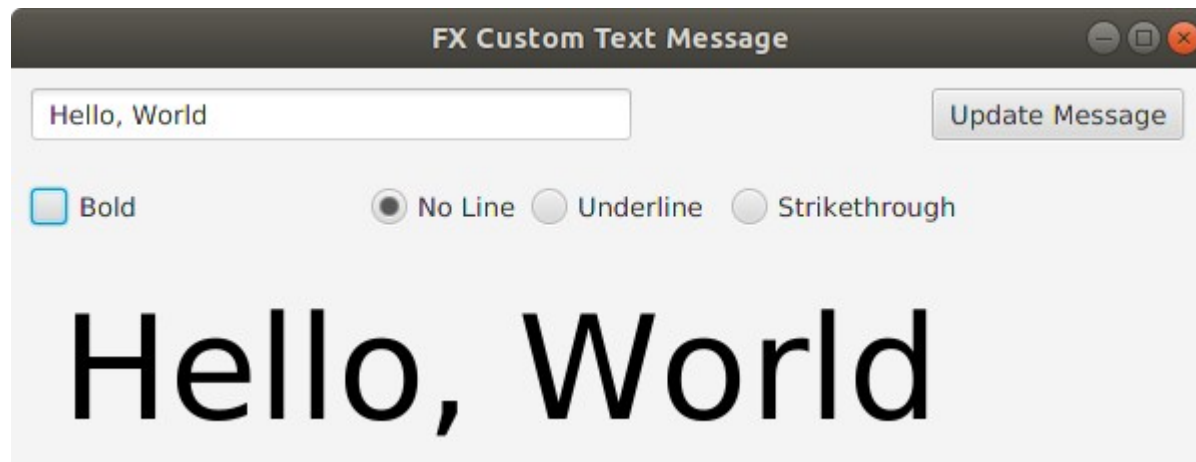 FX Custom Text Message
Hello, World Update Message
Bold No Line Underline Strikethrough
Hello, World